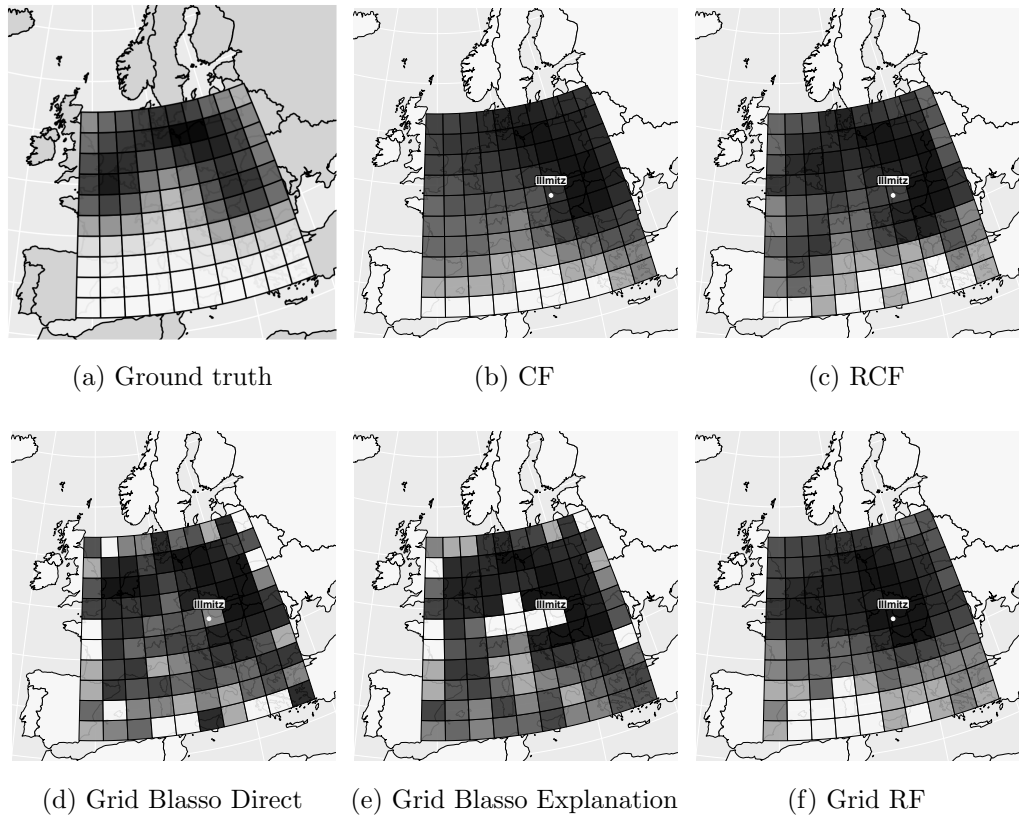 Illmitz
Illmitz
(a) Ground truth
(b) CF
(c) RCF
Illmitz
Illmitz
Illmitz
(d) Grid Blasso Direct
(e) Grid Blasso Explanation
(f) Grid RF